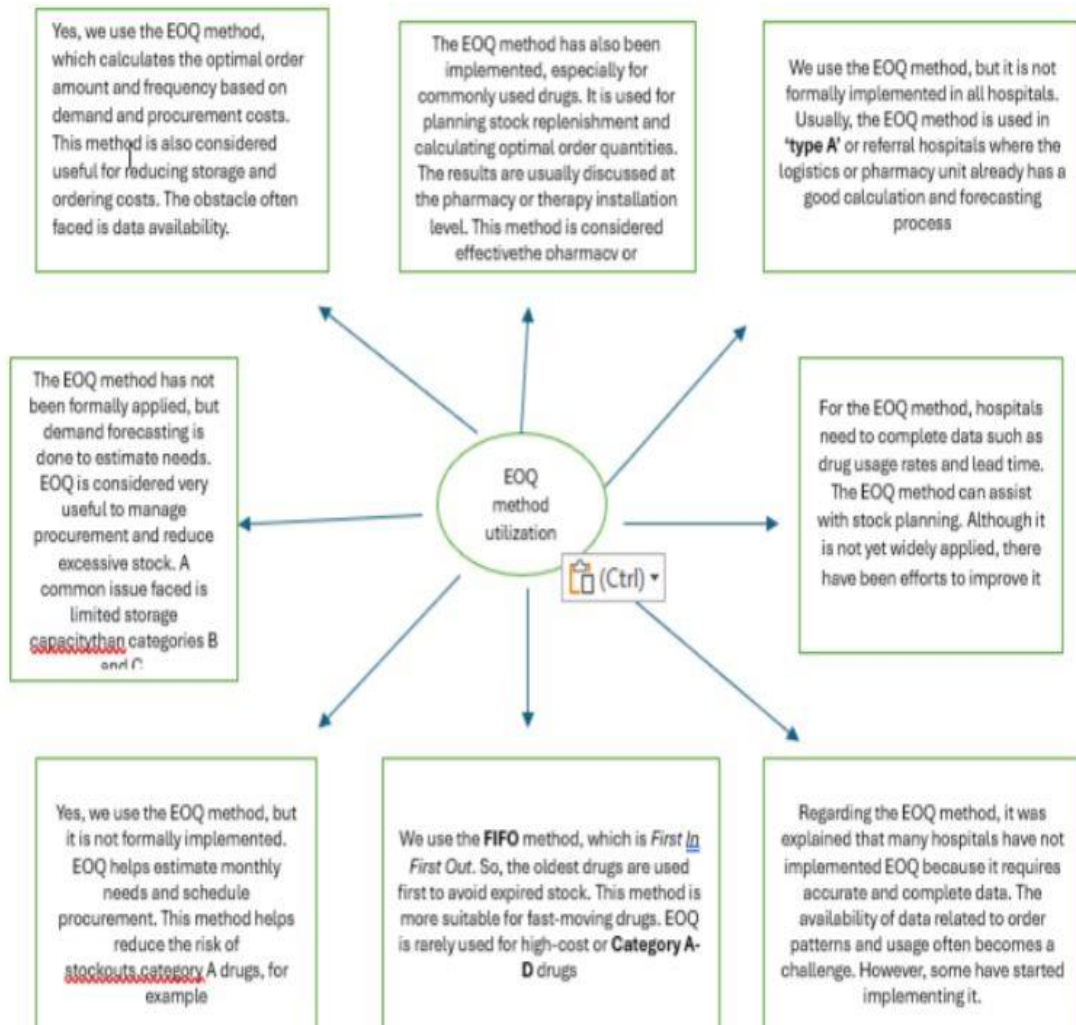 Yes, we use the EOQ method,
which calculates the optimal order
amount and frequency based on
demand and procurement costs.
This method is also considered
useful for reducing storage and
ordering costs. The obstacle often
faced is data availability.
The EOQ method has also been
implemented, especially for
commonly used drugs. It is used for
planning stock replenishment and
calculating optimal order quantities.
The results are usually discussed at
the pharmacy or therapy installation
level. This method is considered
effectivethe pharmacy or
We use the EOQ method, but it is not
formally implemented in all hospitals.
Usually, the EOQ method is used in
'type A' or referral hospitals where the
logistics or pharmacy unit already has a
good calculation and forecasting
process
The EOQ method has not
been formally applied, but
demand forecasting is
done to estimate needs.
EOQ is considered very
useful to manage
procurement and reduce
excessive stock. A
common issue faced is
limited storage
capacitythan categories B
and C
EOQ
method
utilization
(Ctrl)
For the EOQ method, hospitals
need to complete data such as
drug usage rates and lead time.
The EOQ method can assist
with stock planning. Although it
is not yet widely applied, there
have been efforts to improve it
Yes, we use the EOQ method, but
it is not formally implemented.
EOQ helps estimate monthly
needs and schedule
procurement. This method helps
reduce the risk of
stockouts.category A drugs, for
example
We use the FIFO method, which is First In
First Out. So, the oldest drugs are used
first to avoid expired stock. This method is
more suitable for fast-moving drugs. EOQ
is rarely used for high-cost or Category A-
D drugs
Regarding the EOQ method, it was
explained that many hospitals have not
implemented EOQ because it requires
accurate and complete data. The
availability of data related to order
patterns and usage often becomes a
challenge. However, some have started
implementing it.